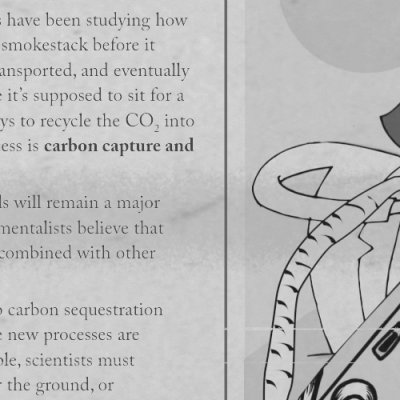 have been studying how
smokestack before it
ansported, and eventually
it's supposed to sit for a
ys to recycle the CO₂ into
ess is carbon capture and
ls will remain a major
mentalists believe that
combined with other
carbon sequestration
new processes are
ble, scientists must
the ground, or